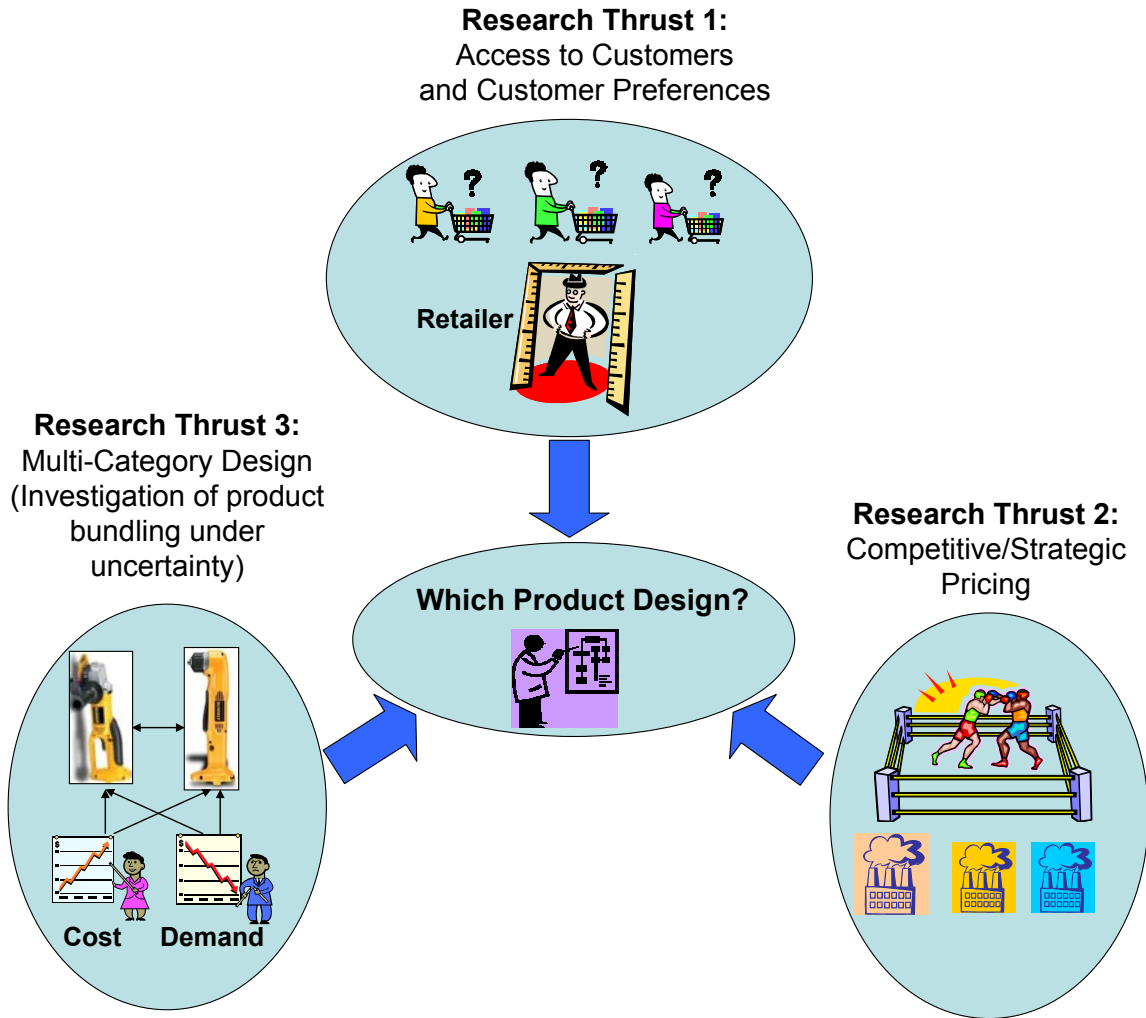 Research Thrust 1:
Access to Customers
and Customer Preferences
?
?
?
Retailer
Research Thrust 3:
Multi-Category Design
(Investigation of product
bundling under
uncertainty)
Research Thrust 2:
Competitive/Strategic
Pricing
Which Product Design?
$
$
Cost
Demand